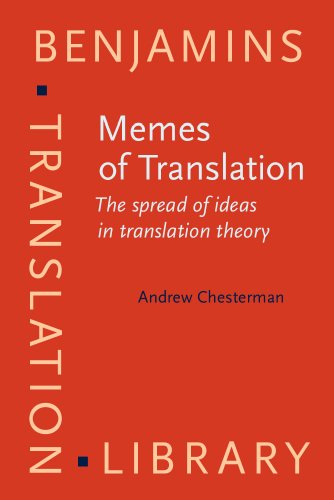 BENJAMINS
TRANSLATION
LIBRARY
Memes
of Translation
The spread of ideas
in translation theory
Andrew Chesterman